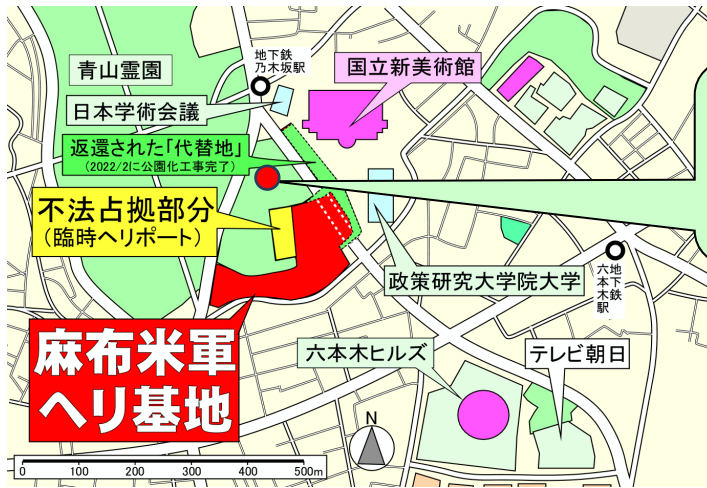 地下鉄
乃木坂駅
国立新美術館
青山霊園
日本学術会議
返還された「代替地」
(2022/2に公園化工事完了)
不法占拠部分
(臨時ヘリポート)
政策研究大学院大学
地下鉄
六本木駅
麻布米軍
ヘリ基地
六本木ヒルズ
テレビ朝日
N
0 100 200 300 400 500m